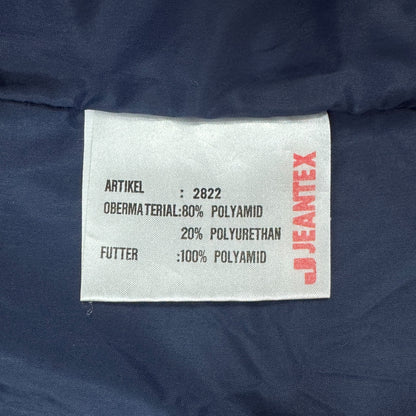 ARTIKEL : 2822
OBERMATERIAL:80% POLYAMID
20% POLYURETHAN
FUTTER :100% POLYAMID
JEANTEX